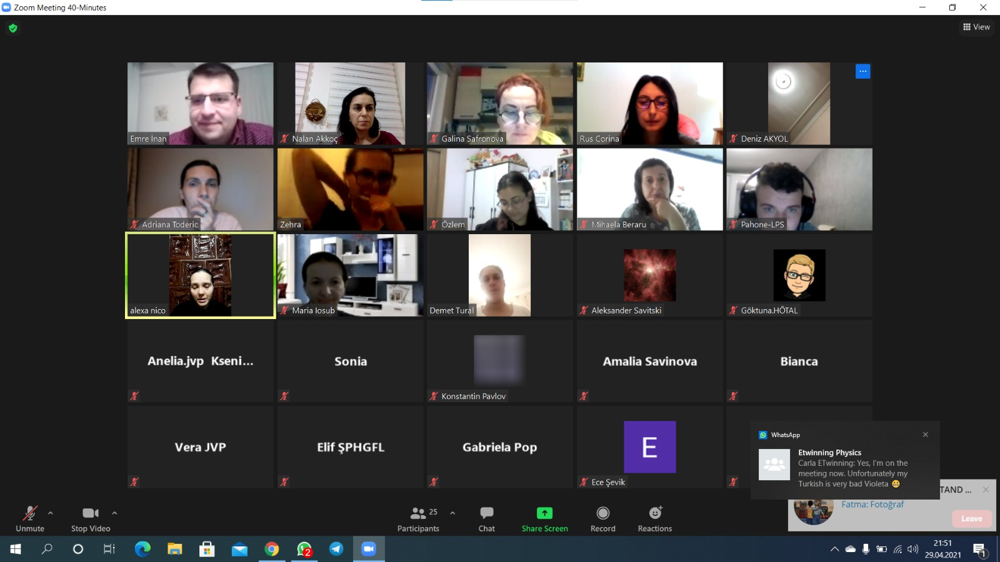 Zoom Meeting 40-Minutes
View
Emre İnan
Nalan Akkoç
Galina Safronova
Rus Corina
Deniz AKYOL
Adriana Toderic
Zehra
Özlem
Mihaela Beraru
Pahone-LPS
alexa nico
Maria Iosub
Demet Tural
Aleksander Savitski
Göktuna.HÖTAL
Anelia.jvp Kseni...
Sonia
Konstantin Pavlov
Amalia Savinova
Bianca
Vera JVP
Elif ŞPHGFL
Gabriela Pop
E
Ece Şevik
WhatsApp
Etwinning Physics
Carla ETwinning: Yes, I'm on the
meeting now. Unfortunately my
Turkish is very bad Violeta 😬
TAND ...
Fatma: Fotoğraf
Leave
Unmute
Stop Video
25
Participants
Chat
Share Screen
Record
Reactions
2
21:51
29.04.2021
1